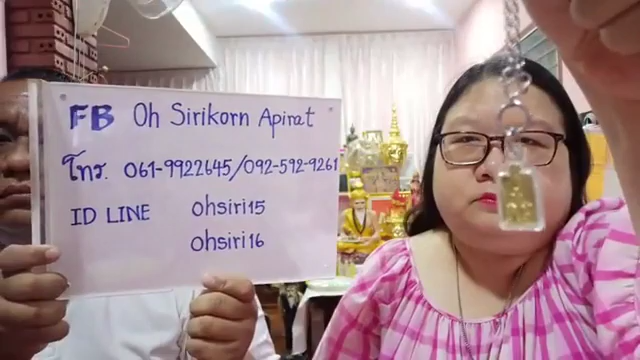 FB Oh Sirikorn Apirat
โทร. 061-9922645/092-592-9261
ID LINE ohsiri15
ohsiri16